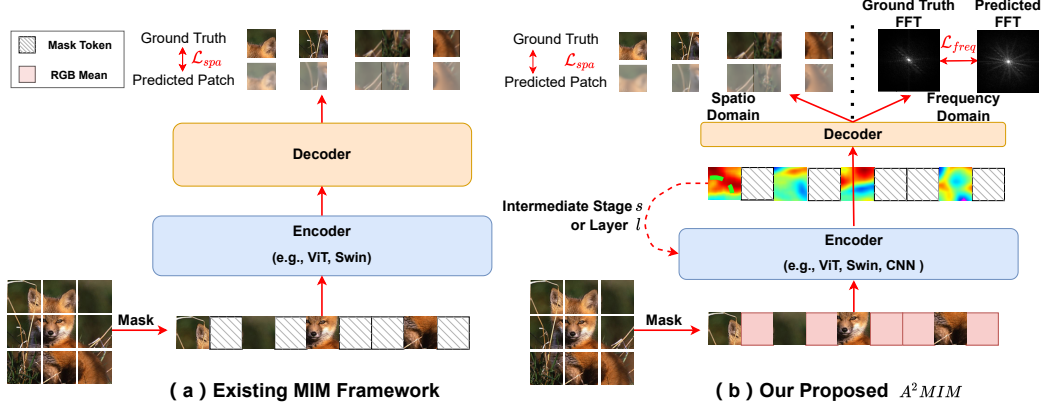 Mask Token
RGB Mean
Ground Truth
𝓛spa
Predicted Patch
Decoder
Encoder
(e.g., ViT, Swin)
Mask
( a ) Existing MIM Framework
Ground Truth
FFT
Predicted
FFT
Ground Truth
𝓛spa
Predicted Patch
𝓛freq
Spatio
Domain
Frequency
Domain
Decoder
Intermediate Stage s
or Layer l
Encoder
(e.g., ViT, Swin, CNN )
Mask
( b ) Our Proposed A²MIM